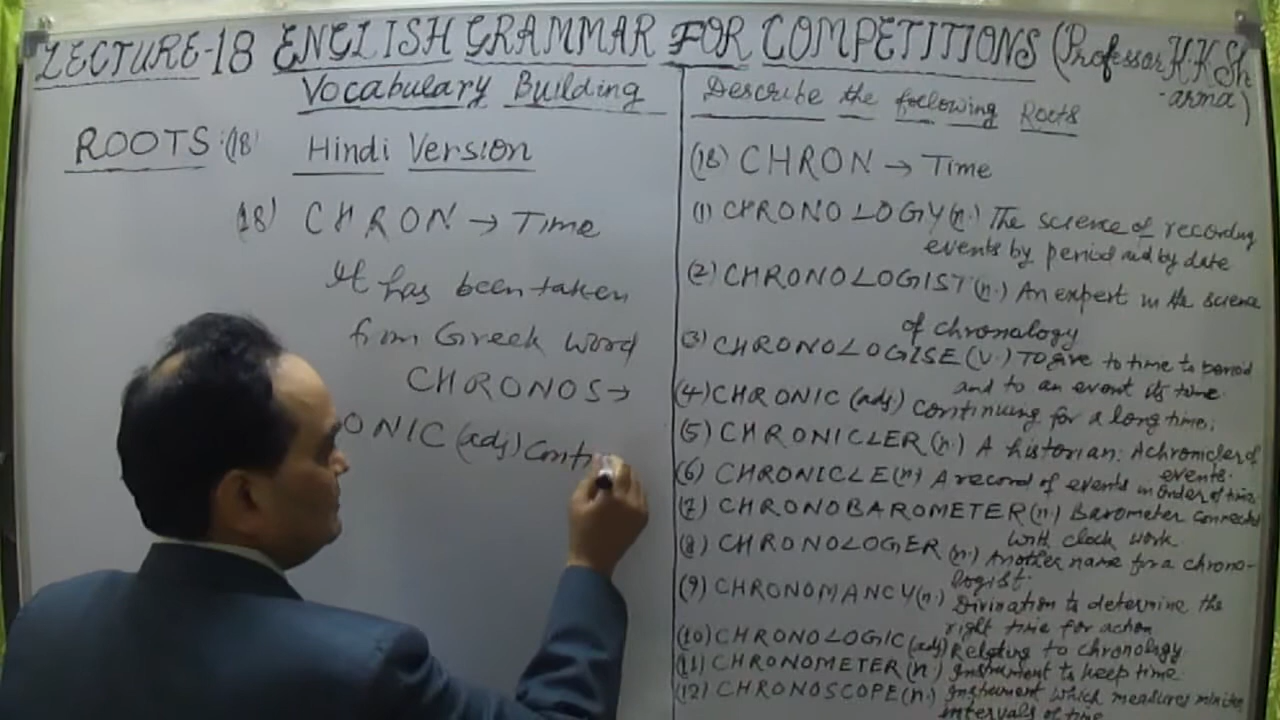 LECTURE-18 ENGLISH GRAMMAR FOR COMPETITIONS (Professor K K Sh
-arma)
Vocabulary Building
ROOTS:(18) Hindi Version
18) CHRON → Time
It has been taken
from Greek word
CHRONOS →
ONIC (adj) Cont
Describe the following Roots
(18) CHRON → Time
(1) CHRONOLOGY (n.) The science of recording
events by period and by date
(2) CHRONOLOGIST (n.) An expert in the science
of chronalogy
(3) CHRONOLOGISE (v.) To give to time to period
and to an event its time.
(4) CHRONIC (adj) continuing for a long time.
(5) CHRONICLER (n.) A historian: A chronicler of
events.
(6) CHRONICLE (n) A record of events in order of time
(7) CHRONOBAROMETER (n.) Barometer connected
with clock work
(8) CHRONOLOGER (n.) Another name for a chrono-
logist.
(9) CHRONOMANCY (n.) Divination to determine the
right time for action
(10) CHRONOLOGIC (adj) Relating to chronology
(11) CHRONOMETER (n.) Instrument to keep time
(12) CHRONOSCOPE (n.) Instrument which measures minute
intervals of time